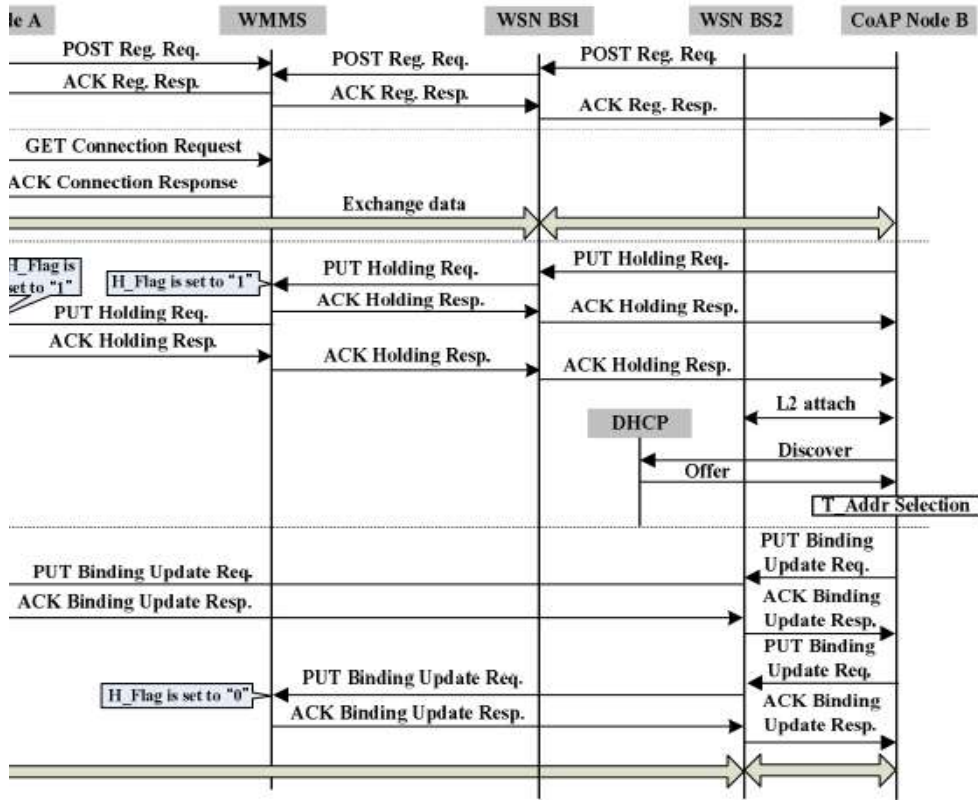 le A WMMS WSN BS1 WSN BS2 CoAP Node B
POST Reg. Req. POST Reg. Req. POST Reg. Req.
ACK Reg. Resp. ACK Reg. Resp. ACK Reg. Resp.
GET Connection Request
ACK Connection Response
Exchange data
PUT Holding Req. PUT Holding Req.
H_Flag is
set to "1"
H_Flag is set to "1"
ACK Holding Resp. ACK Holding Resp.
PUT Holding Req.
ACK Holding Resp. ACK Holding Resp. ACK Holding Resp.
L2 attach
DHCP
Discover
Offer
T_Addr Selection
PUT Binding
Update Req.
PUT Binding Update Req.
ACK Binding Update Resp.
ACK Binding
Update Resp.
PUT Binding
Update Req.
PUT Binding Update Req.
H_Flag is set to "0"
ACK Binding Update Resp.
ACK Binding
Update Resp.